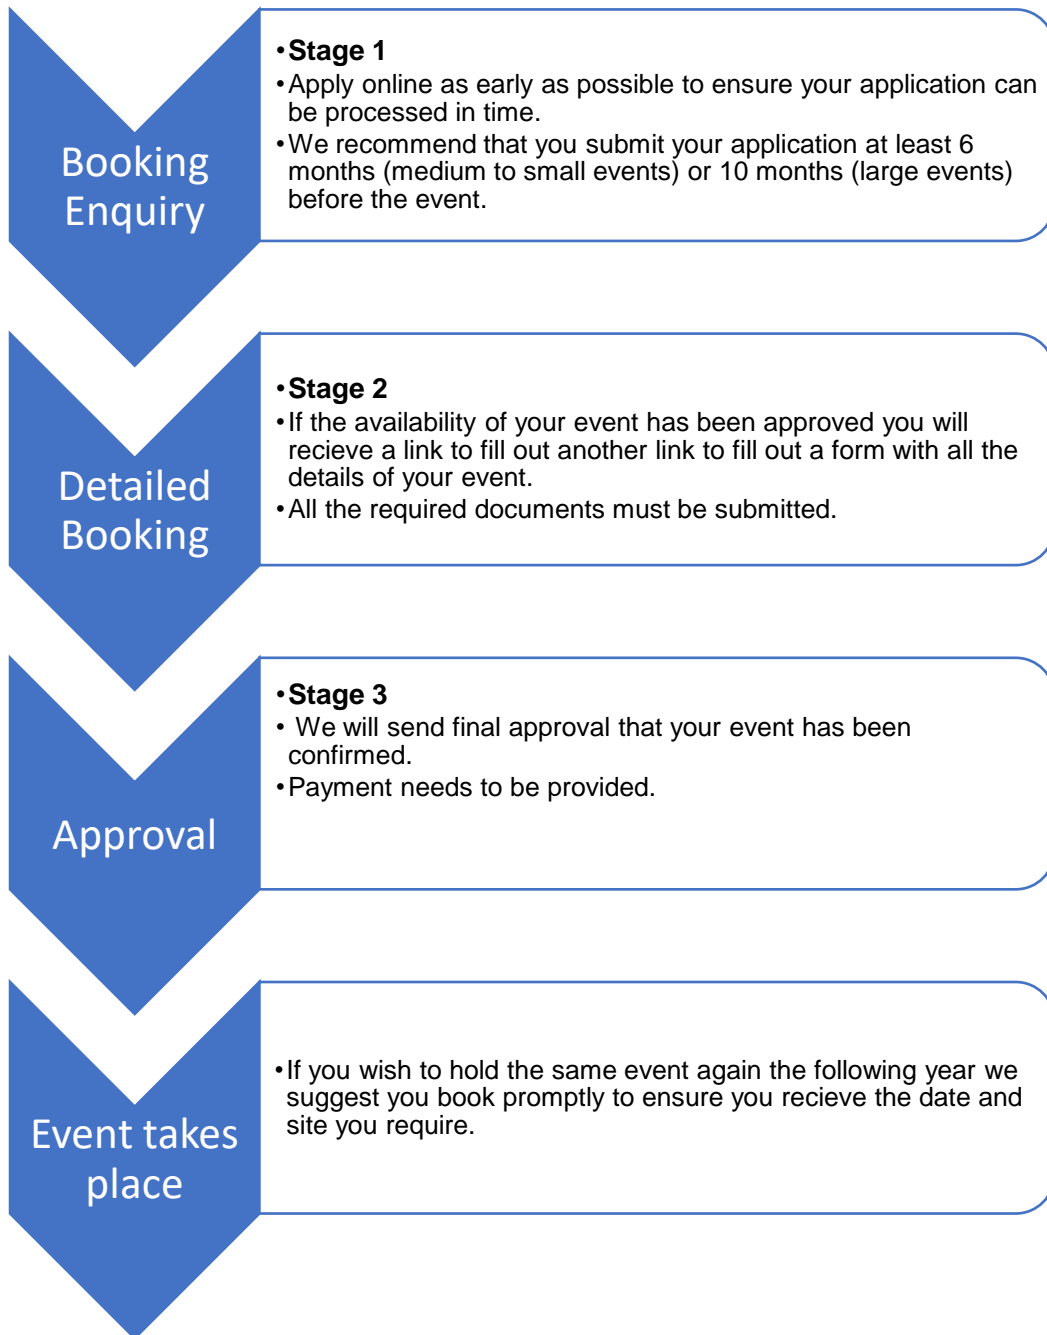 Booking
Enquiry
•Stage 1
•Apply online as early as possible to ensure your application can
be processed in time.
•We recommend that you submit your application at least 6
months (medium to small events) or 10 months (large events)
before the event.
Detailed
Booking
•Stage 2
•If the availability of your event has been approved you will
recieve a link to fill out another link to fill out a form with all the
details of your event.
•All the required documents must be submitted.
Approval
•Stage 3
• We will send final approval that your event has been
confirmed.
•Payment needs to be provided.
Event takes
place
•If you wish to hold the same event again the following year we
suggest you book promptly to ensure you recieve the date and
site you require.